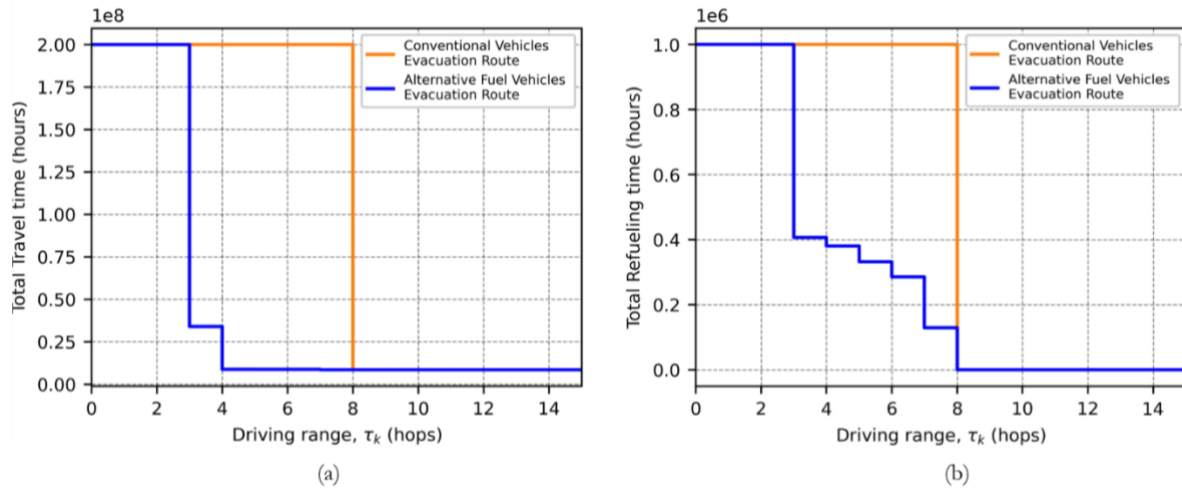 1e8
2.00
1.75
1.50
1.25
1.00
0.75
0.50
0.25
0.00
Total Travel time (hours)
Conventional Vehicles
Evacuation Route
Alternative Fuel Vehicles
Evacuation Route
0 2 4 6 8 10 12 14
Driving range, τₖ (hops)
(a)
1e6
1.0
0.8
0.6
0.4
0.2
0.0
Total Refueling time (hours)
Conventional Vehicles
Evacuation Route
Alternative Fuel Vehicles
Evacuation Route
0 2 4 6 8 10 12 14
Driving range, τₖ (hops)
(b)